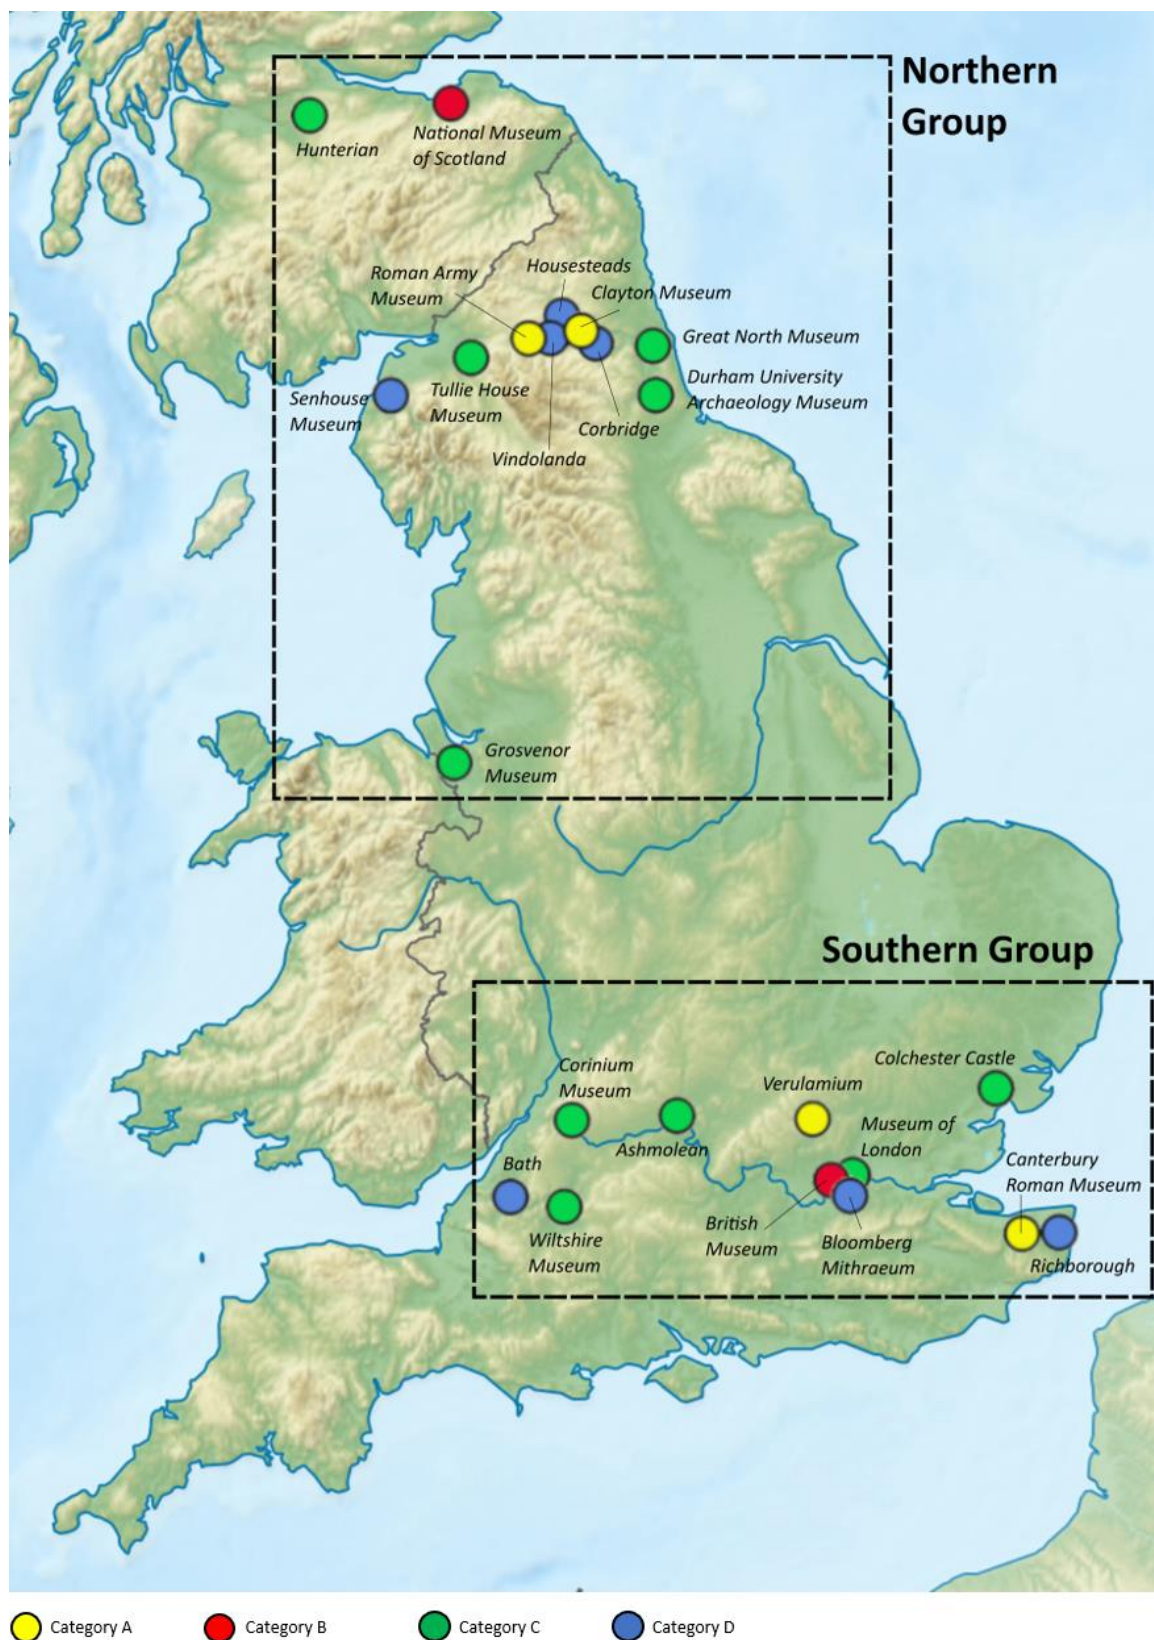 Northern
Group
Hunterian
National Museum
of Scotland
Housesteads
Roman Army
Museum
Clayton Museum
Great North Museum
Durham University
Archaeology Museum
Tullie House
Museum
Senhouse
Museum
Corbridge
Vindolanda
Grosvenor
Museum
Southern Group
Colchester Castle
Corinium
Museum
Verulamium
Museum of
London
Ashmolean
Canterbury
Roman Museum
Bath
British
Museum
Wiltshire
Museum
Bloomberg
Mithraeum
Richborough
Category A
Category B
Category C
Category D